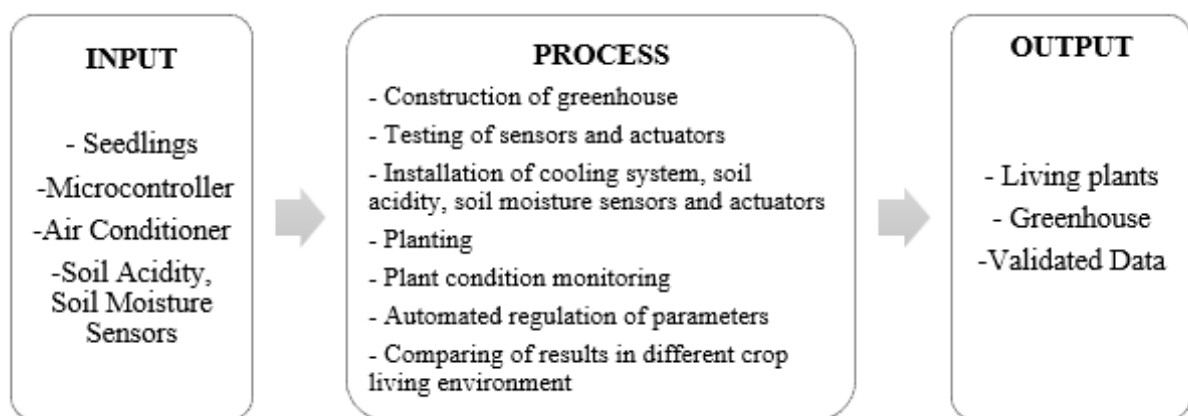 INPUT
- Seedlings
-Microcontroller
-Air Conditioner
-Soil Acidity,
Soil Moisture
Sensors
PROCESS
- Construction of greenhouse
- Testing of sensors and actuators
- Installation of cooling system, soil
acidity, soil moisture sensors and actuators
- Planting
- Plant condition monitoring
- Automated regulation of parameters
- Comparing of results in different crop
living environment
OUTPUT
- Living plants
- Greenhouse
-Validated Data